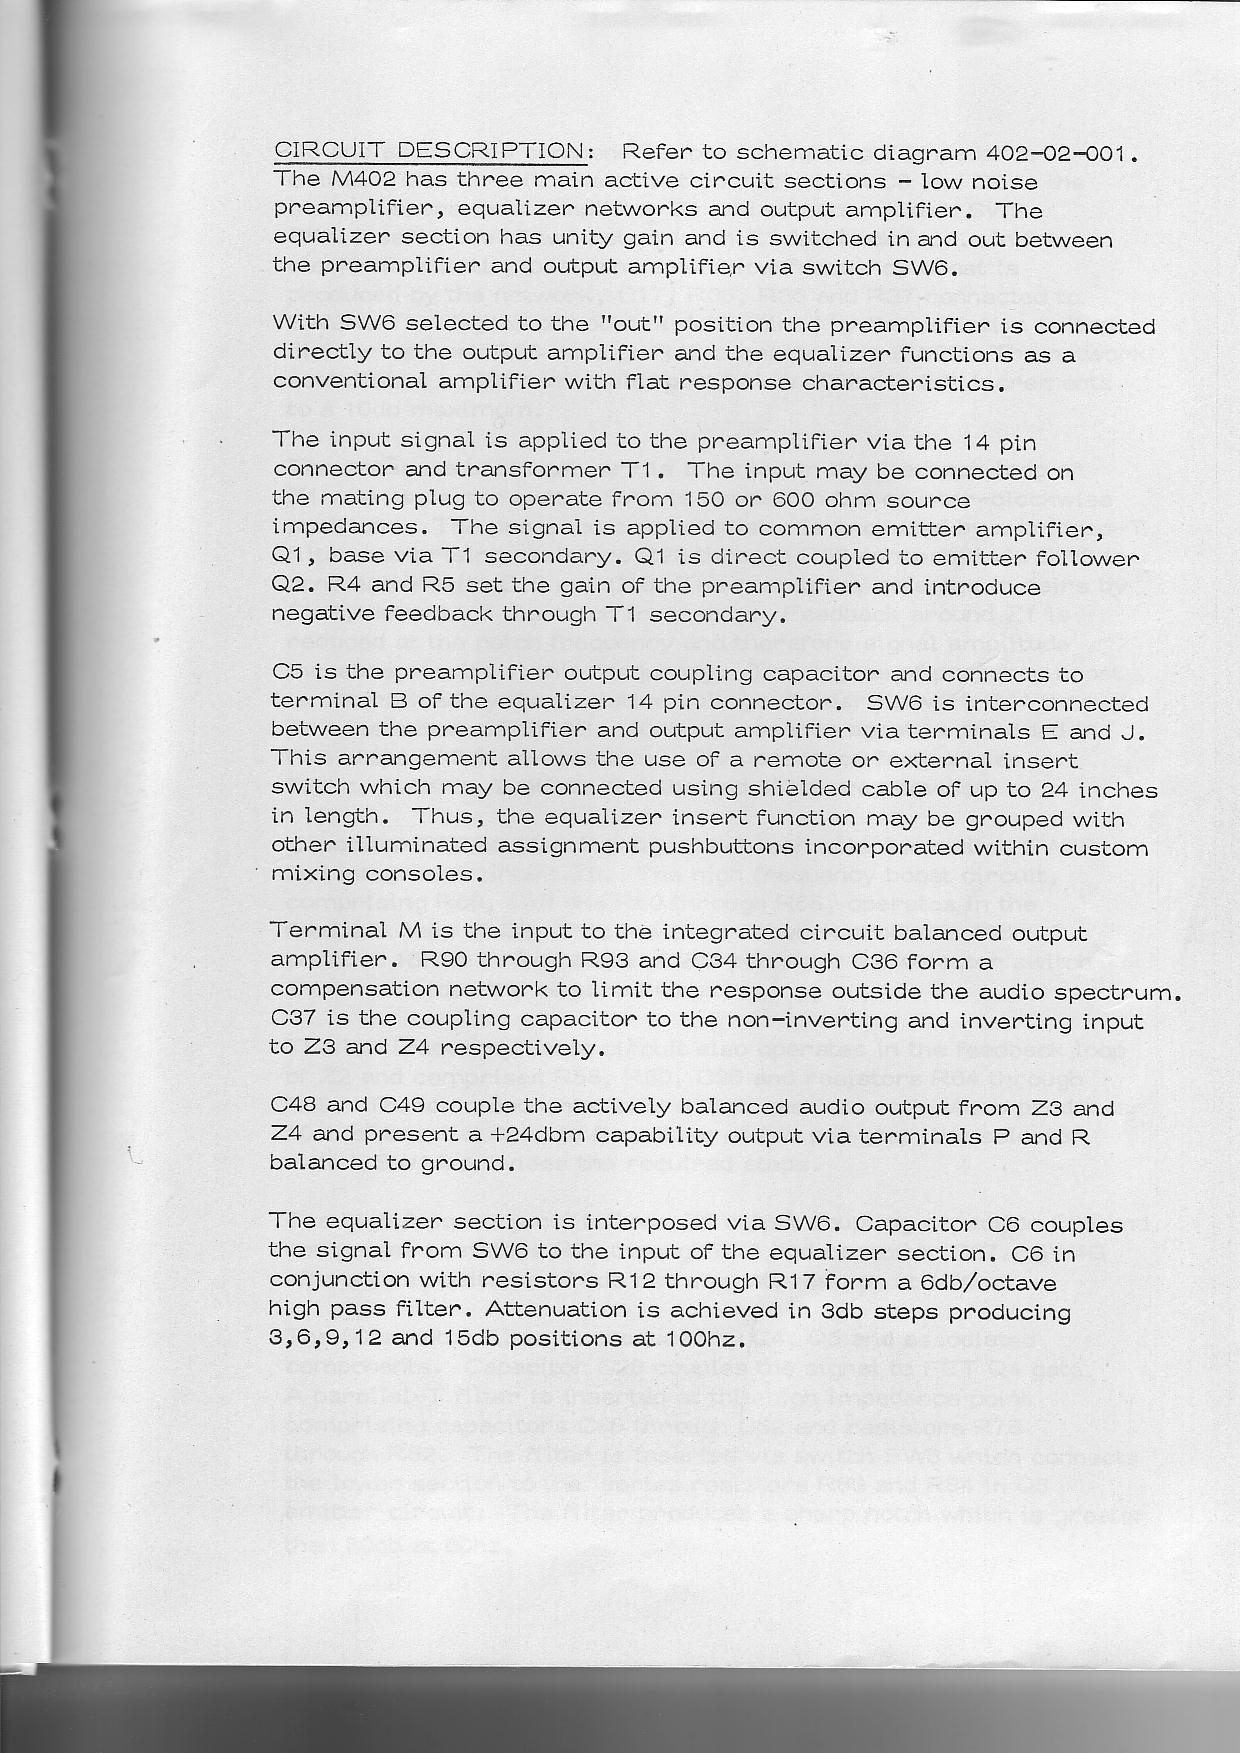 CIRCUIT DESCRIPTION: Refer to schematic diagram 402-02-001.
The M402 has three main active circuit sections - low noise
preamplifier, equalizer networks and output amplifier. The
equalizer section has unity gain and is switched in and out between
the preamplifier and output amplifier via switch SW6.
With SW6 selected to the "out" position the preamplifier is connected
directly to the output amplifier and the equalizer functions as a
conventional amplifier with flat response characteristics.
The input signal is applied to the preamplifier via the 14 pin
connector and transformer T1. The input may be connected on
the mating plug to operate from 150 or 600 ohm source
impedances. The signal is applied to common emitter amplifier,
Q1, base via T1 secondary. Q1 is direct coupled to emitter follower
Q2. R4 and R5 set the gain of the preamplifier and introduce
negative feedback through T1 secondary.
C5 is the preamplifier output coupling capacitor and connects to
terminal B of the equalizer 14 pin connector. SW6 is interconnected
between the preamplifier and output amplifier via terminals E and J.
This arrangement allows the use of a remote or external insert
switch which may be connected using shielded cable of up to 24 inches
in length. Thus, the equalizer insert function may be grouped with
other illuminated assignment pushbuttons incorporated within custom
mixing consoles.
Terminal M is the input to the integrated circuit balanced output
amplifier. R90 through R93 and C34 through C36 form a
compensation network to limit the response outside the audio spectrum.
C37 is the coupling capacitor to the non-inverting and inverting input
to Z3 and Z4 respectively.
C48 and C49 couple the actively balanced audio output from Z3 and
Z4 and present a +24dbm capability output via terminals P and R
balanced to ground.
The equalizer section is interposed via SW6. Capacitor C6 couples
the signal from SW6 to the input of the equalizer section. C6 in
conjunction with resistors R12 through R17 form a 6db/octave
high pass filter. Attenuation is achieved in 3db steps producing
3,6,9,12 and 15db positions at 100hz.